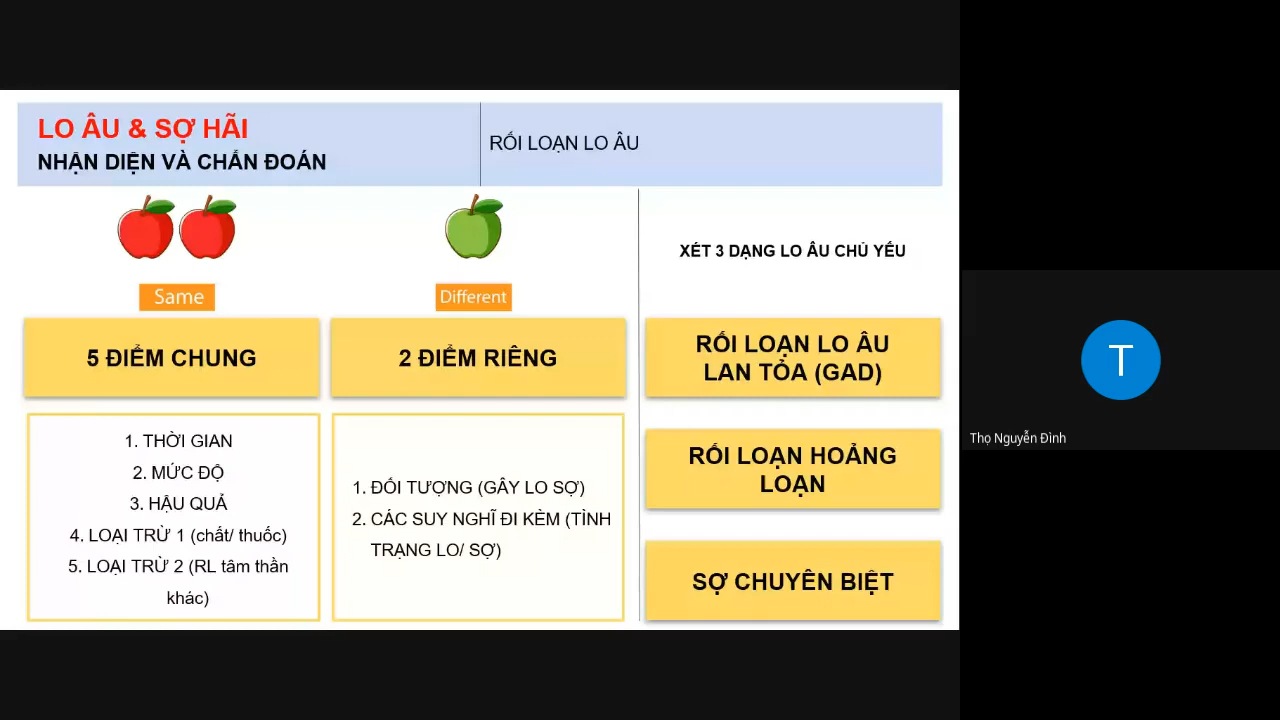 LO ÂU & SỢ HÃI
NHẬN DIỆN VÀ CHẨN ĐOÁN
RỐI LOẠN LO ÂU
Same
Different
XÉT 3 DẠNG LO ÂU CHỦ YẾU
5 ĐIỂM CHUNG
2 ĐIỂM RIÊNG
RỐI LOẠN LO ÂU
LAN TỎA (GAD)
1. THỜI GIAN
2. MỨC ĐỘ
3. HẬU QUẢ
4. LOẠI TRỪ 1 (chất/ thuốc)
5. LOẠI TRỪ 2 (RL tâm thần
khác)
1. ĐỐI TƯỢNG (GÂY LO SỢ)
2. CÁC SUY NGHĨ ĐI KÈM (TÌNH
TRẠNG LO/ SỢ)
RỐI LOẠN HOẢNG
LOẠN
SỢ CHUYÊN BIỆT
T
Thọ Nguyễn Đình